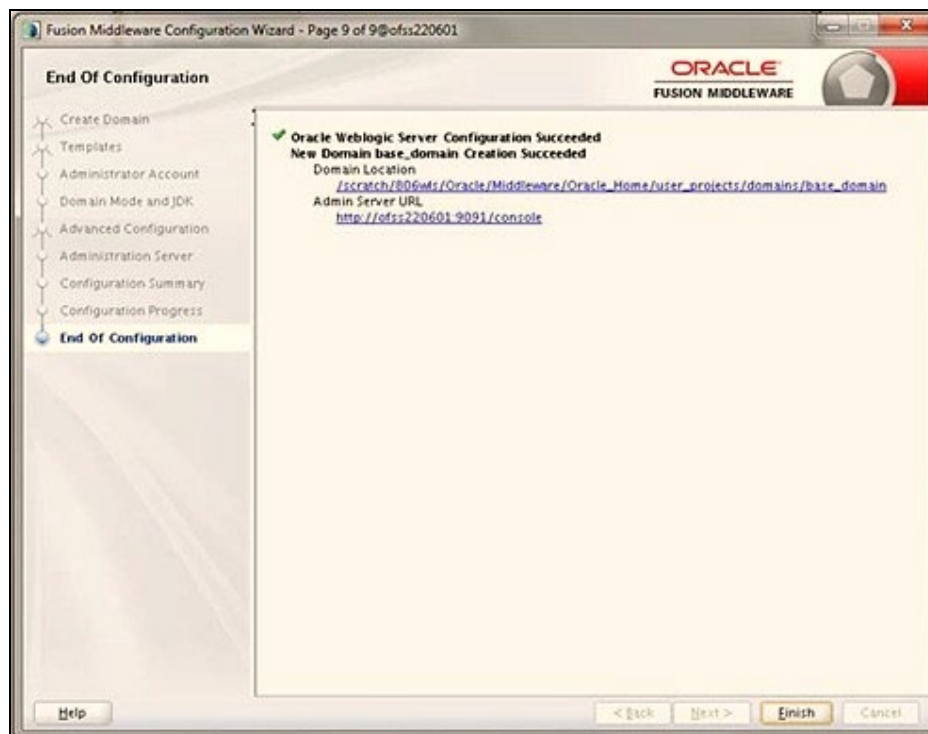 Fusion Middleware Configuration Wizard - Page 9 of 9@ofss220601
End Of Configuration
ORACLE
FUSION MIDDLEWARE
Create Domain
Templates
Administrator Account
Domain Mode and JDK
Advanced Configuration
Administration Server
Configuration Summary
Configuration Progress
End Of Configuration
Oracle Weblogic Server Configuration Succeeded
New Domain base_domain Creation Succeeded
Domain Location
/scratch/806wls/Oracle/Middleware/Oracle_Home/user_projects/domains/base_domain
Admin Server URL
http://ofss220601:9091/console
Help
< Back
Next >
Finish
Cancel